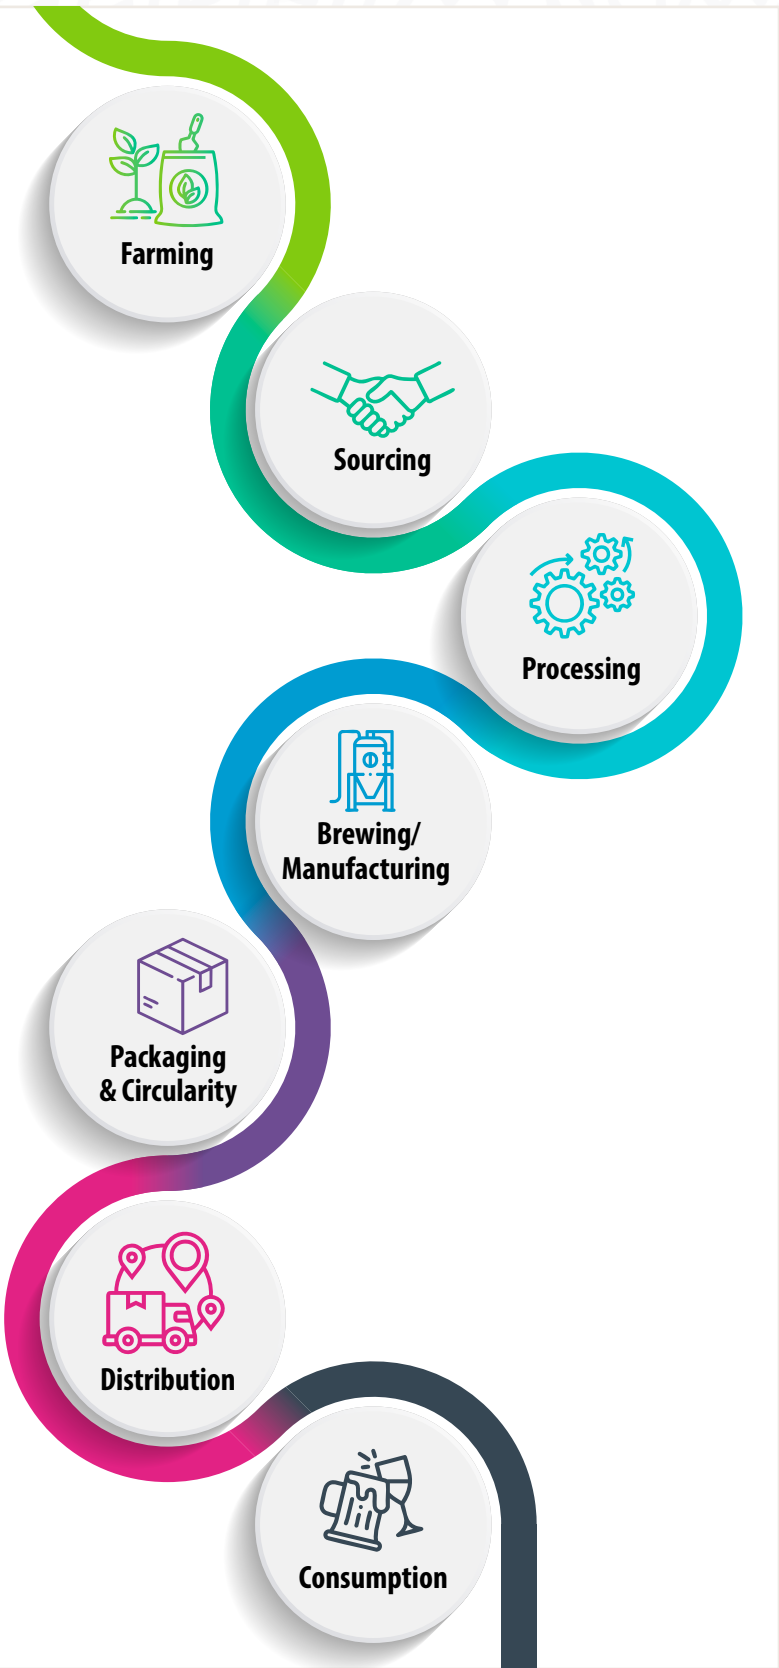 Farming
Sourcing
Processing
Brewing/
Manufacturing
Packaging
& Circularity
Distribution
Consumption